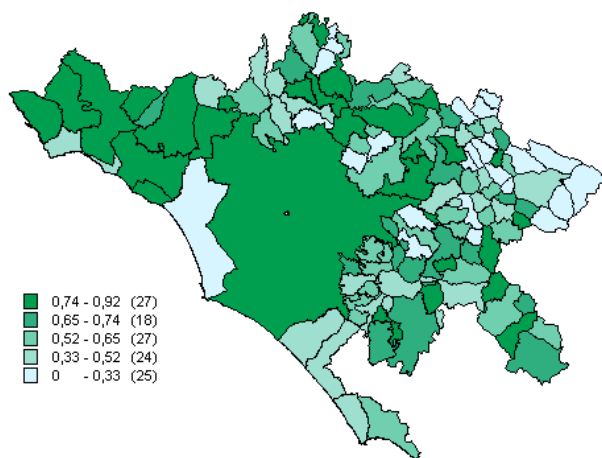 0,74 - 0,92 (27)
0,65 - 0,74 (18)
0,52 - 0,65 (27)
0,33 - 0,52 (24)
0 - 0,33 (25)